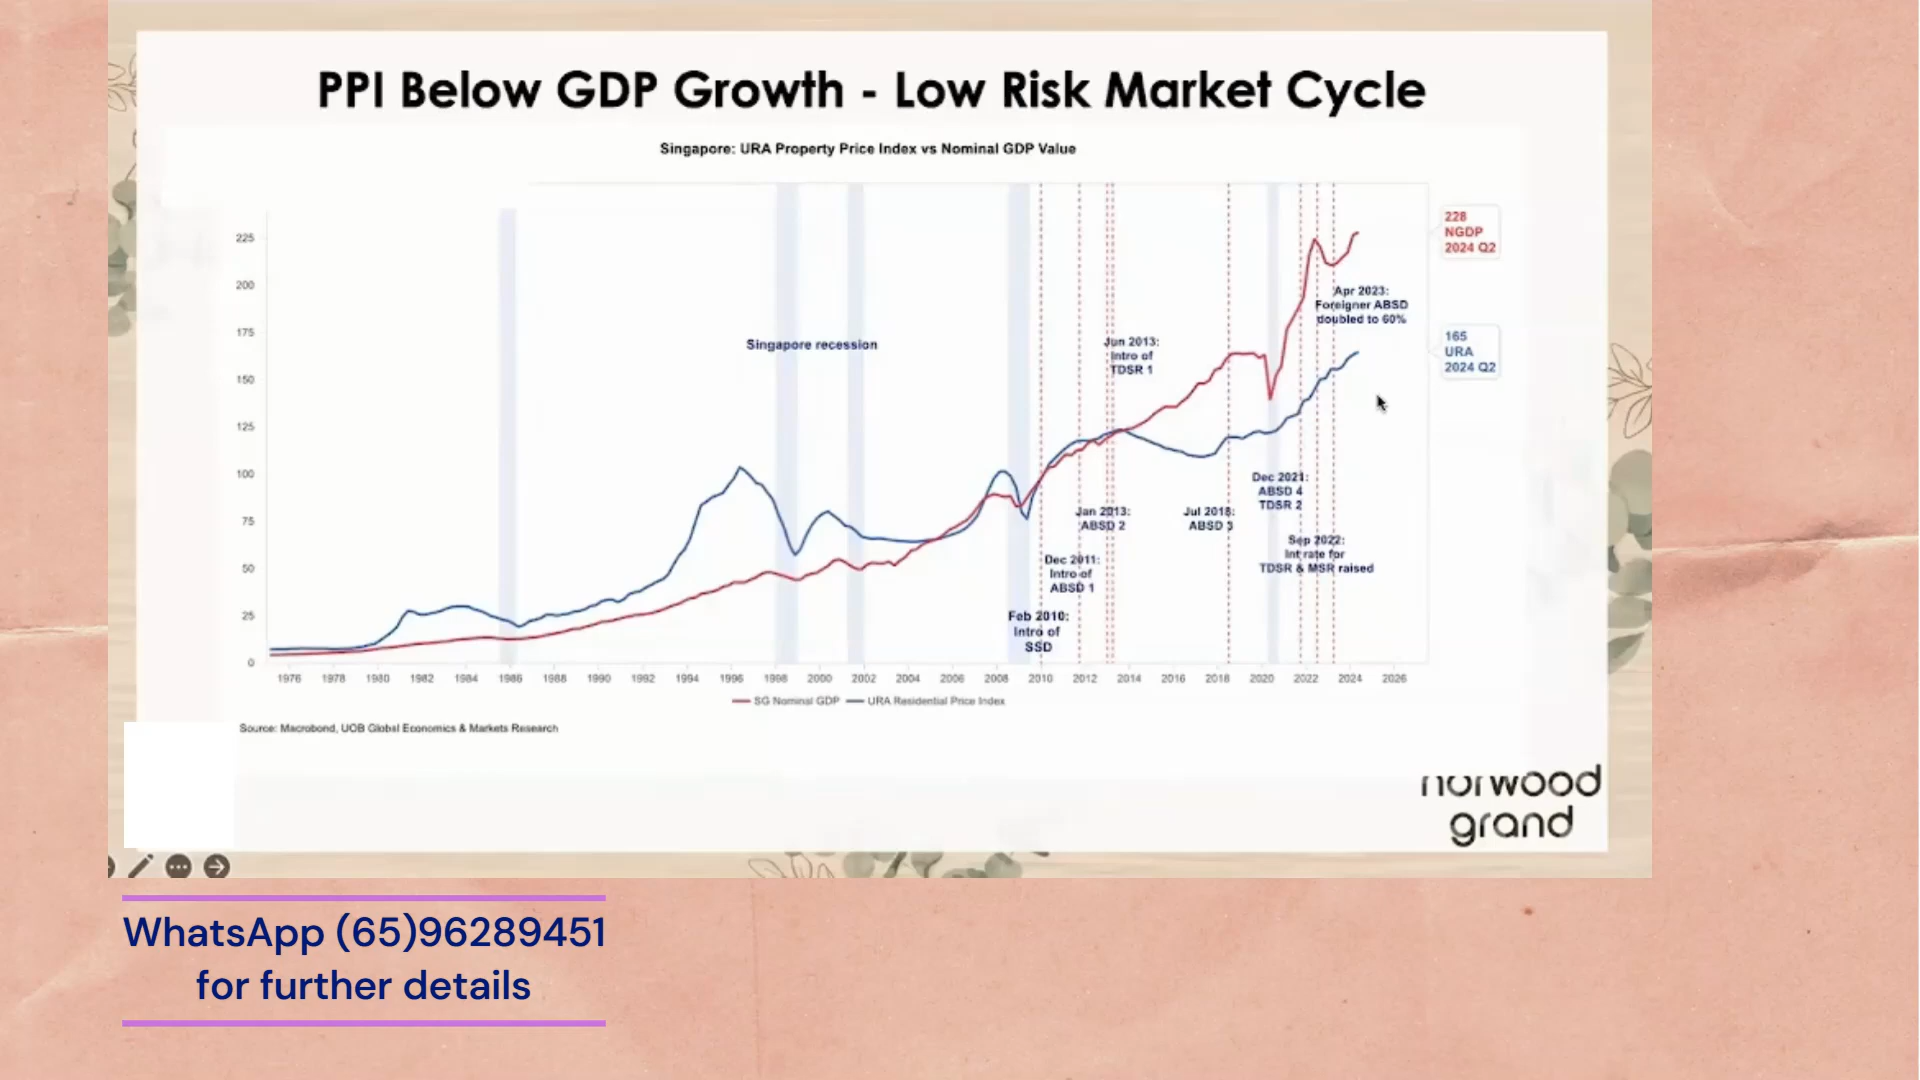 PPI Below GDP Growth - Low Risk Market Cycle
Singapore: URA Property Price Index vs Nominal GDP Value
225
200
175
150
125
100
75
50
25
0
Singapore recession
Feb 2010:
Intro of
SSD
Dec 2011:
Intro of
ABSD 1
Jan 2013:
ABSD 2
Jun 2013:
Intro of
TDSR 1
Jul 2018:
ABSD 3
Dec 2021:
ABSD 4
TDSR 2
Sep 2022:
Int rate for
TDSR & MSR raised
Apr 2023:
Foreigner ABSD
doubled to 60%
228
NGDP
2024 Q2
165
URA
2024 Q2
1976 1978 1980 1982 1984 1986 1988 1990 1992 1994 1996 1998 2000 2002 2004 2006 2008 2010 2012 2014 2016 2018 2020 2022 2024 2026
SG Nominal GDP URA Residential Price Index
Source: Macrobond, UOB Global Economics & Markets Research
norwood
grand
WhatsApp (65)96289451
for further details